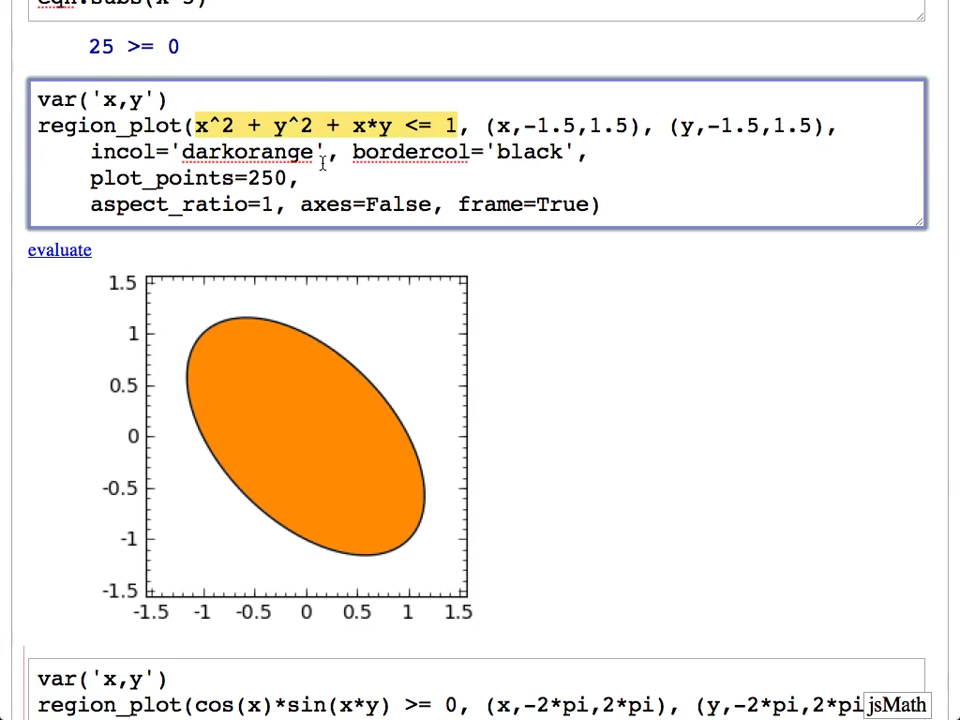 25 >= 0
var('x,y')
region_plot(x^2 + y^2 + x*y <= 1, (x,-1.5,1.5), (y,-1.5,1.5),
incol='darkorange', bordercol='black',
plot_points=250,
aspect_ratio=1, axes=False, frame=True)
evaluate
1.5
1
0.5
0
-0.5
-1
-1.5
-1.5 -1 -0.5 0 0.5 1 1.5
var('x,y')
region_plot(cos(x)*sin(x*y) >= 0, (x,-2*pi,2*pi), (y,-2*pi,2*pi
jsMath